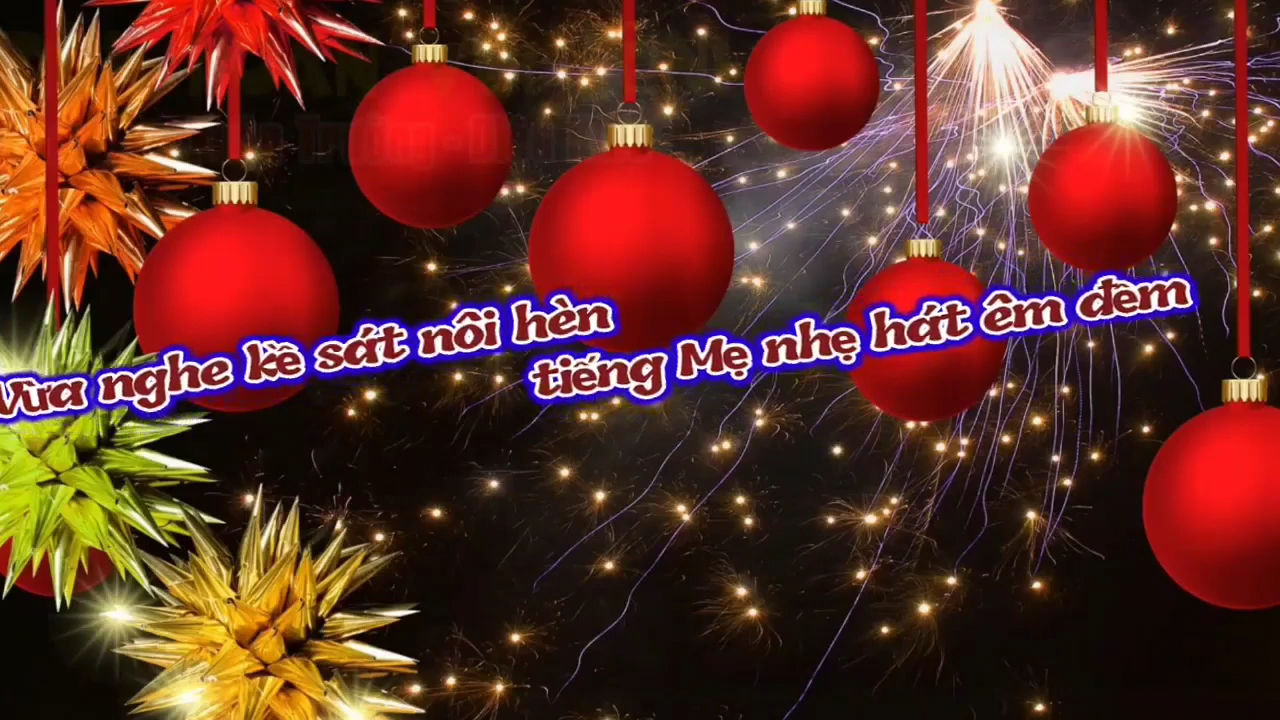 Vừa nghe kề sát nôi hèn
tiếng Mẹ nhẹ hát êm đềm